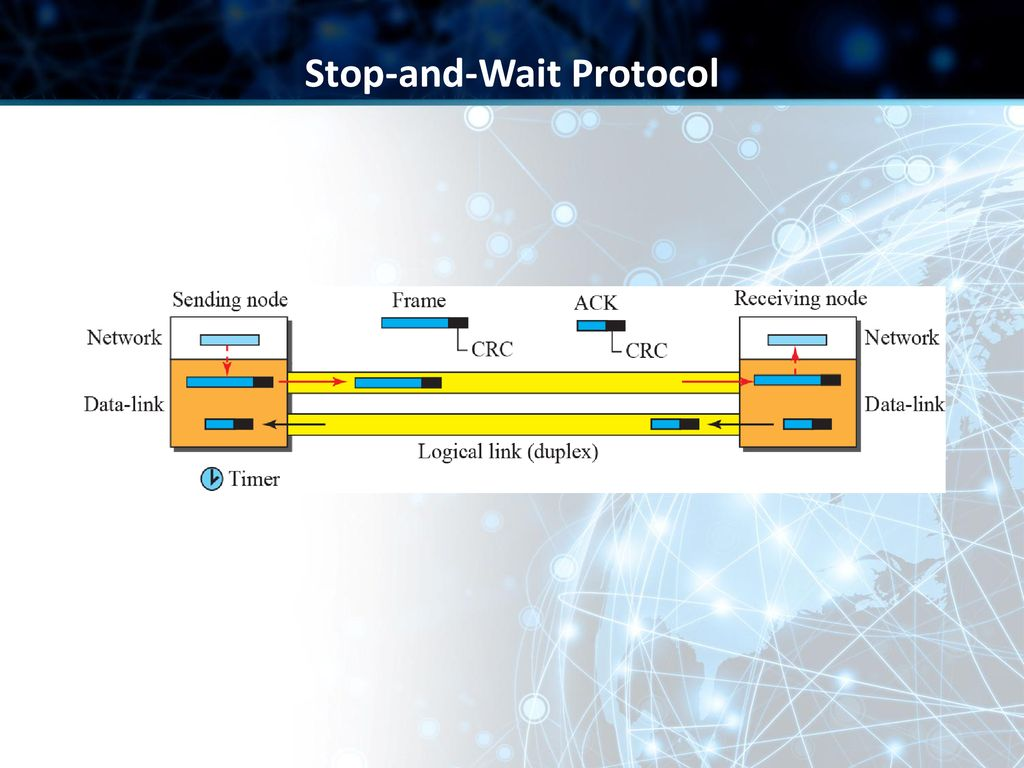 Stop-and-Wait Protocol
Sending node
Frame
ACK
Receiving node
Network
CRC
CRC
Network
Data-link
Data-link
Logical link (duplex)
Timer